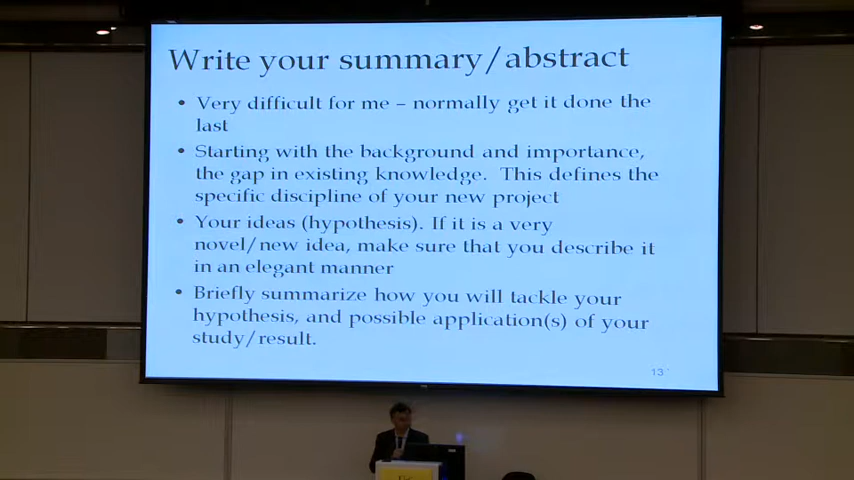 Write your summary/abstract
• Very difficult for me – normally get it done the
last
• Starting with the background and importance,
the gap in existing knowledge. This defines the
specific discipline of your new project
• Your ideas (hypothesis). If it is a very
novel/new idea, make sure that you describe it
in an elegant manner
• Briefly summarize how you will tackle your
hypothesis, and possible application(s) of your
study/result.
13